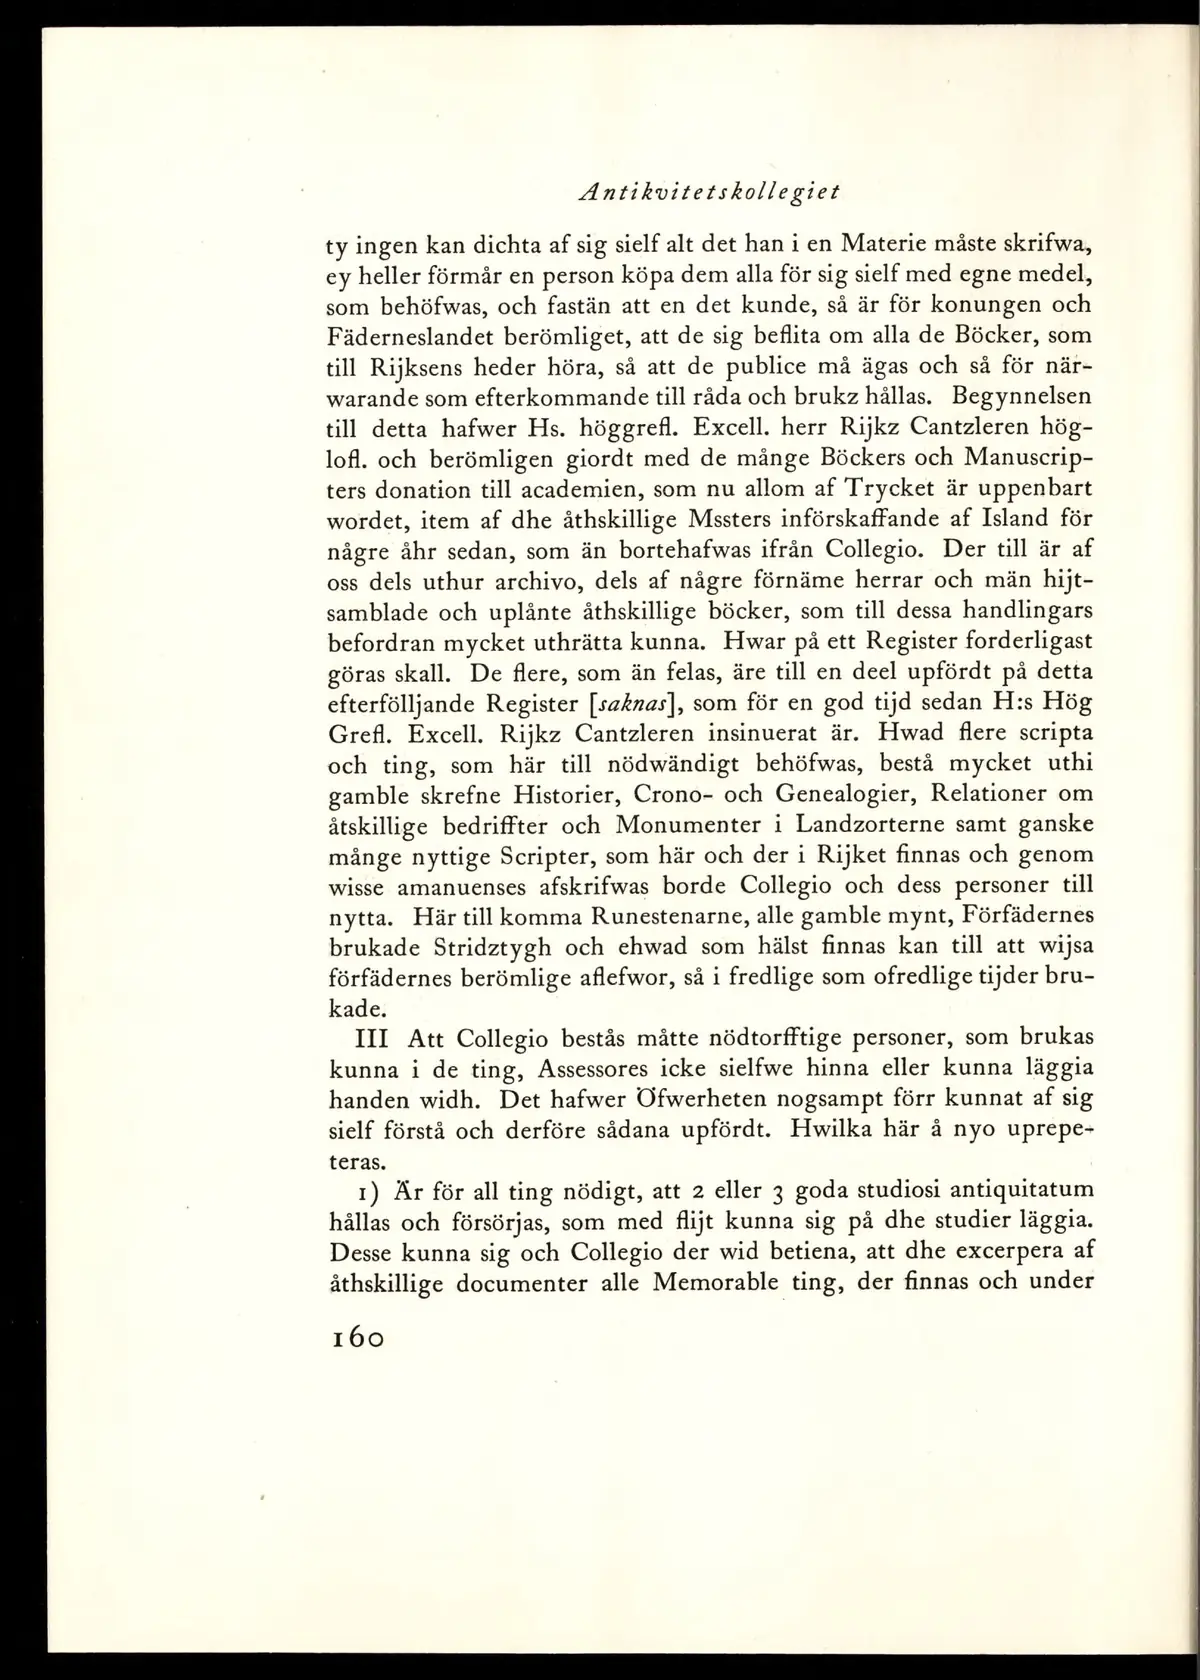 Antikvitetskollegiet
ty ingen kan dichta af sig sielf alt det han i en Materie måste skrifwa,
ey heller förmår en person köpa dem alla för sig sielf med egne medel,
som behöfwas, och fastän att en det kunde, så är för konungen och
Fäderneslandet berömliget, att de sig beflita om alla de Böcker, som
till Rijksens heder höra, så att de publice må ägas och så för när-
warande som efterkommande till råda och brukz hållas. Begynnelsen
till detta hafwer Hs. höggrefl. Excell. herr Rijkz Cantzleren hög-
lofl. och berömligen giordt med de månge Böckers och Manuscrip-
ters donation till academien, som nu allom af Trycket är uppenbart
wordet, item af dhe åthskillige Mssters införskaffande af Island för
någre åhr sedan, som än bortehafwas ifrån Collegio. Der till är af
oss dels uthur archivo, dels af någre förnäme herrar och män hijt-
samblade och uplånte åthskillige böcker, som till dessa handlingars
befordran mycket uthrätta kunna. Hwar på ett Register forderligast
göras skall. De flere, som än felas, äre till en deel upfördt på detta
efterfölljande Register [saknas], som för en god tijd sedan H:s Hög
Grefl. Excell. Rijkz Cantzleren insinuerat är. Hwad flere scripta
och ting, som här till nödwändigt behöfwas, bestå mycket uthi
gamble skrefne Historier, Crono- och Genealogier, Relationer om
åtskillige bedriffter och Monumenter i Landzorterne samt ganske
månge nyttige Scripter, som här och der i Rijket finnas och genom
wisse amanuenses afskrifwas borde Collegio och dess personer till
nytta. Här till komma Runestenarne, alle gamble mynt, Förfädernes
brukade Stridztygh och ehwad som hälst finnas kan till att wijsa
förfädernes berömlige aflefwor, så i fredlige som ofredlige tijder bru-
kade.
III Att Collegio bestås måtte nödtorfftige personer, som brukas
kunna i de ting, Assessores icke sielfwe hinna eller kunna läggia
handen widh. Det hafwer Öfwerheten nogsampt förr kunnat af sig
sielf förstå och derföre sådana upfördt. Hwilka här å nyo uprepe-
teras.
1) Är för all ting nödigt, att 2 eller 3 goda studiosi antiquitatum
hållas och försörjas, som med flijt kunna sig på dhe studier läggia.
Desse kunna sig och Collegio der wid betiena, att dhe excerpera af
åthskillige documenter alle Memorable ting, der finnas och under
160